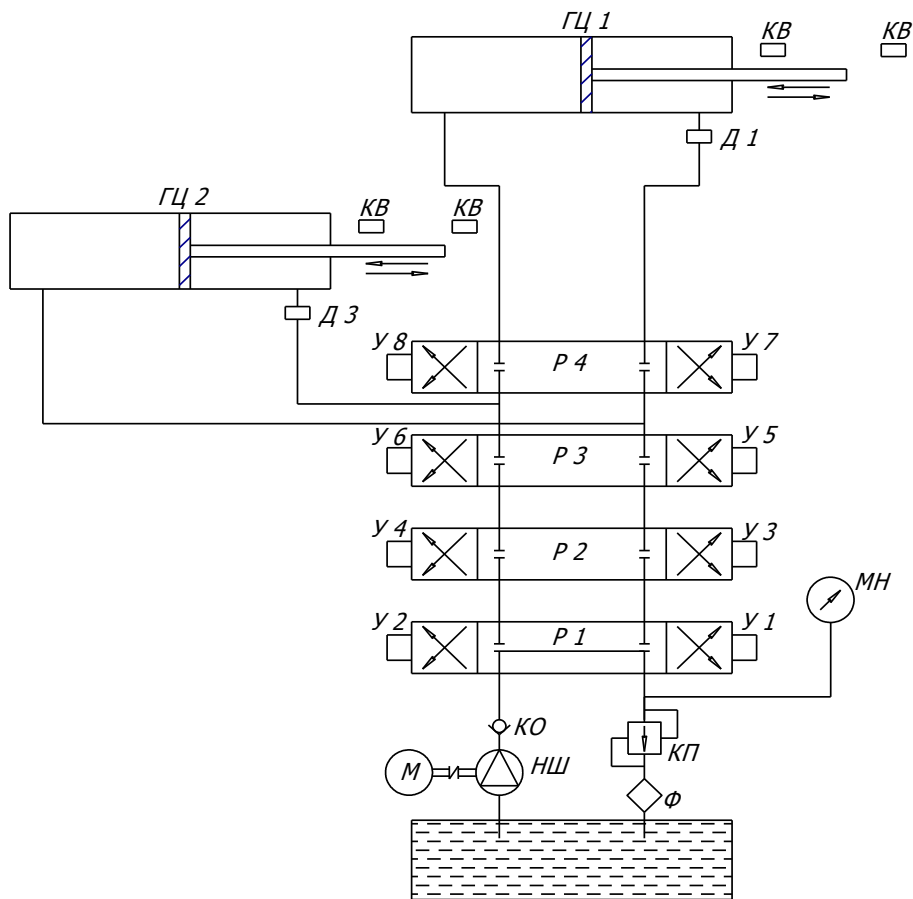 ГЦ 1
КВ
КВ
Д 1
ГЦ 2
КВ
КВ
Д 3
У 8
Р 4
У 7
У 6
Р 3
У 5
У 4
Р 2
У 3
МН
У 2
Р 1
У 1
КО
КП
М
НШ
Ф